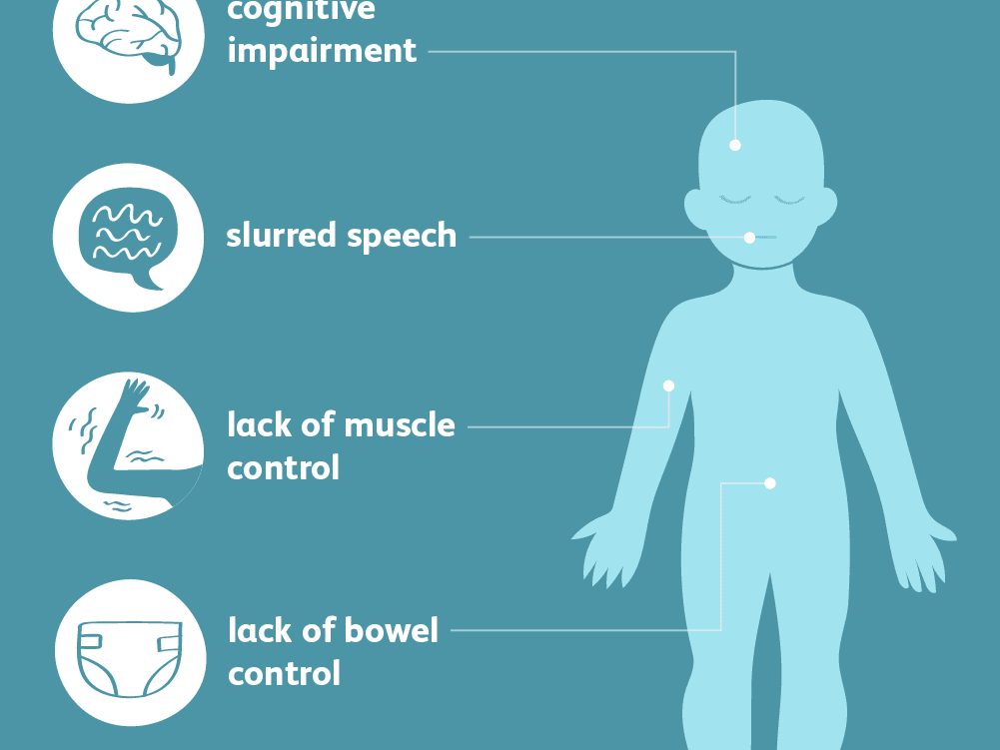 cognitive
impairment
slurred speech
lack of muscle
control
lack of bowel
control